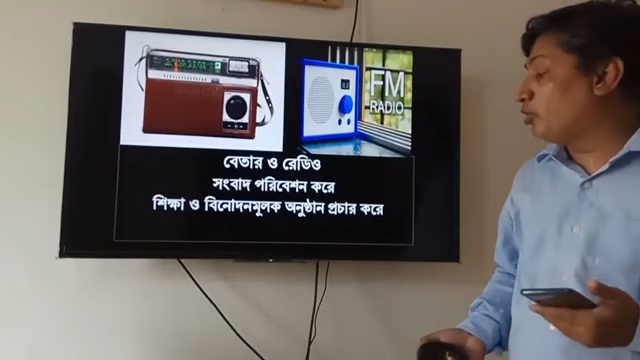 FM
RADIO
বেতার ও রেডিও
সংবাদ পরিবেশন করে
শিক্ষা ও বিনোদনমূলক অনুষ্ঠান প্রচার করে